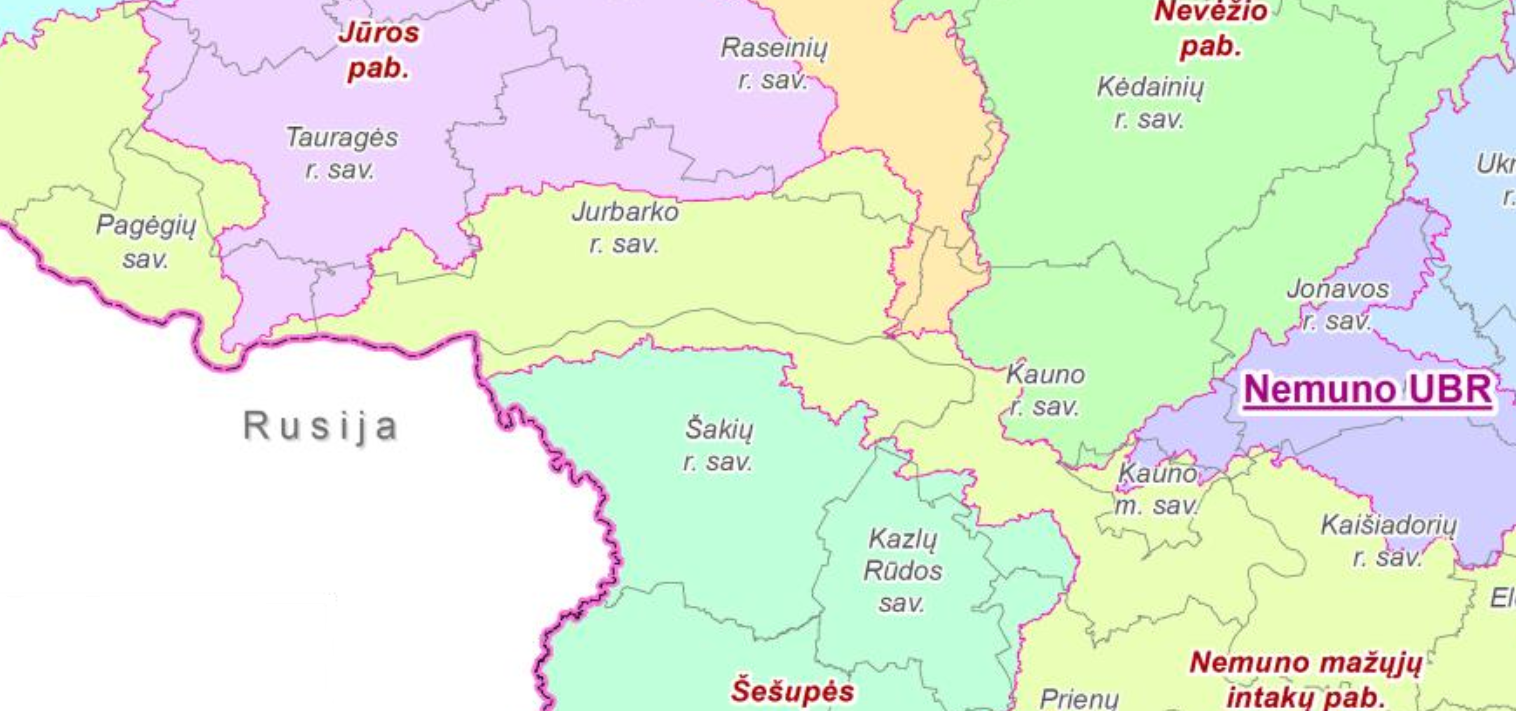 Jūros
pab.
Nevėžio
pab.
Raseinių
r. sav.
Kėdainių
r. sav.
Tauragės
r. sav.
Ukr
r.
Pagėgių
sav.
Jurbarko
r. sav.
Jonavos
r. sav.
Kauno
r. sav.
Nemuno UBR
Rusija
Šakių
r. sav.
Kauno
m. sav.
Kaišiadorių
r. sav.
Kazlų
Rūdos
sav.
Nemuno mažųjų
intakų pab.
Šešupės
Prienų